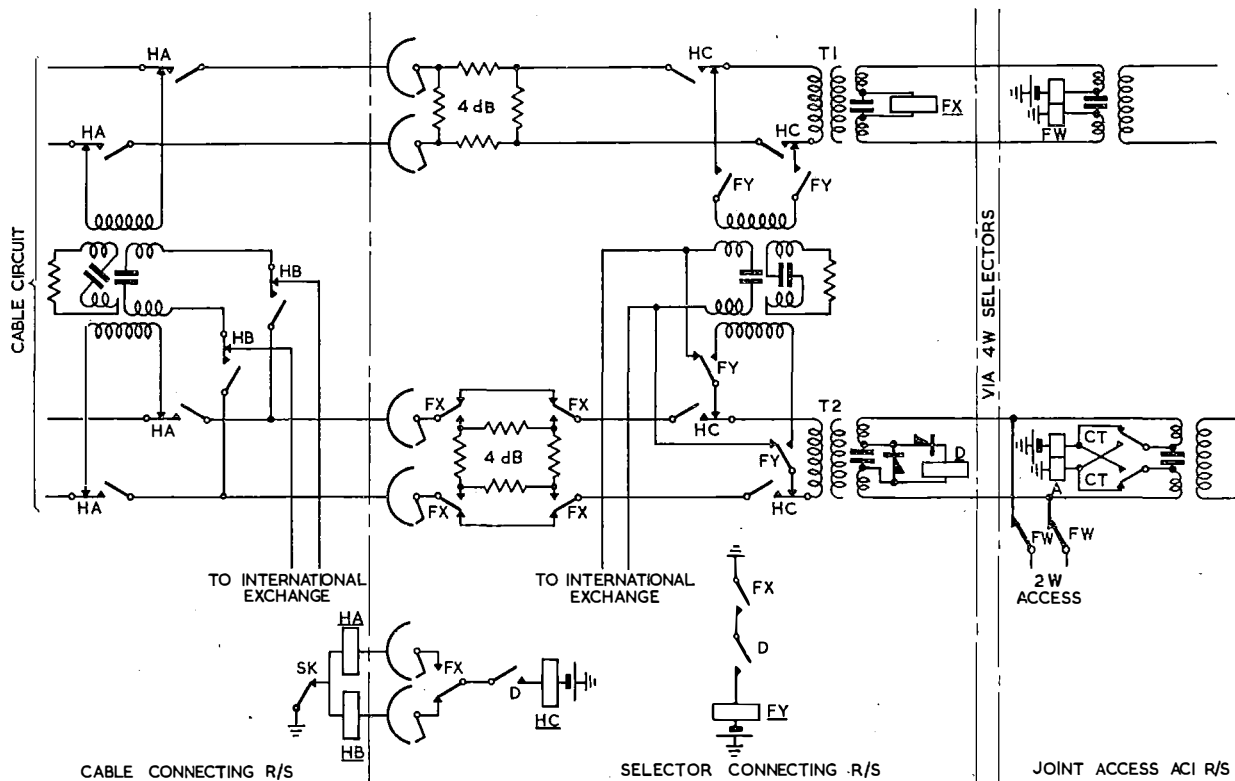 HA
HC
T1
4 dB
FX
FW
HA
HC
FY
FY
CABLE CIRCUIT
HB
HB
VIA 4W SELECTORS
FY
HA
FX
FX
HC
T2
4 dB
FY
D
CT
CT
A
HA
FX
FX
HC
FW
FW
TO INTERNATIONAL
EXCHANGE
TO INTERNATIONAL
EXCHANGE
2W
ACCESS
HA
FX
SK
FX
D
D
HC
HB
FY
CABLE CONNECTING R/S
SELECTOR CONNECTING R/S
JOINT ACCESS ACI R/S